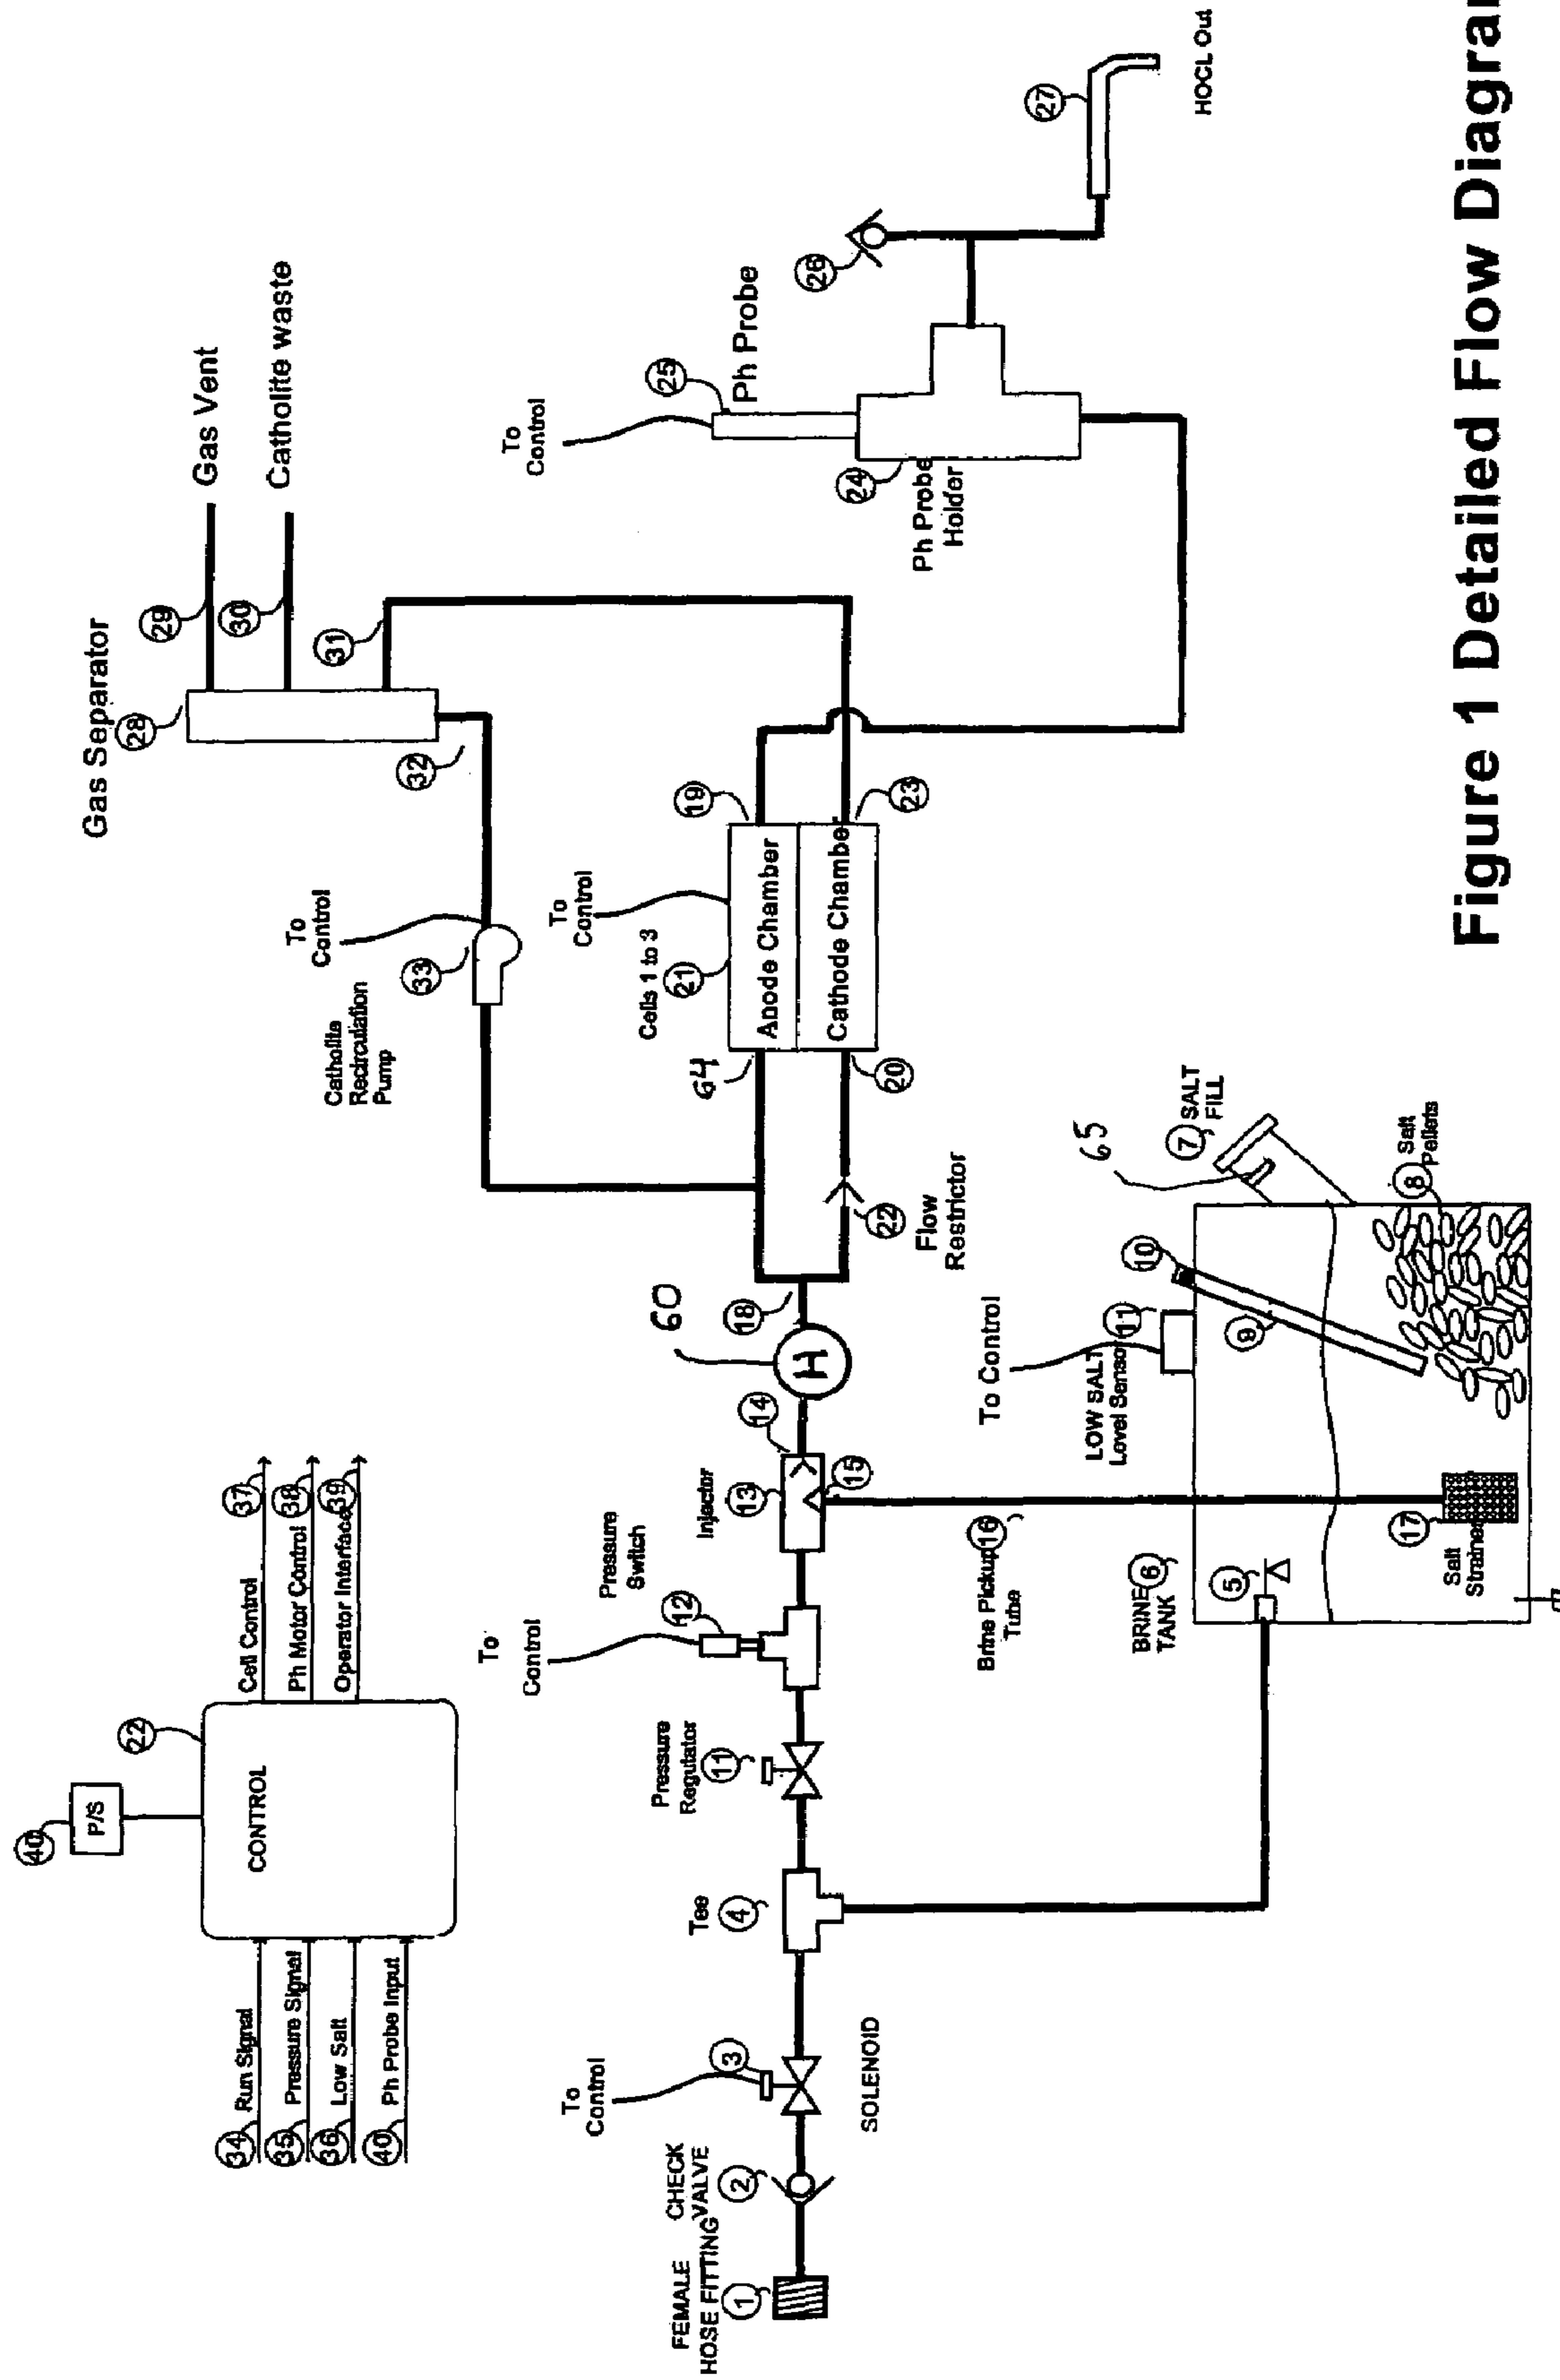 40
P/S
22
CONTROL
34
Run Signal
35
Pressure Signal
36
Low Salt
40
Ph Probe Input
Cell Control
37
Ph Motor Control
38
Operator Interface
39
Gas Separator
28
29
Gas Vent
30
Catholite waste
31
32
To
Control
33
Catholite
Recirculation
Pump
To
Control
Cells 1 to 3
21
64
19
Anode Chamber
Cathode Chambe
20
23
22
Flow
Restrictor
To
Control
25
Ph Probe
24
Ph Probe
Holder
26
27
HOCL Out
FEMALE
HOSE FITTING
1
CHECK
VALVE
2
To
Control
3
SOLENOID
Tee
4
Pressure
Regulator
11
To
Control
Pressure
Switch
12
Injector
13
14
15
60
H
18
Brine Pickup
Tube
16
BRINE
TANK
6
5
To Control
LOW SALT
Level Sensor
11
10
9
65
7
SALT
FILL
8
Salt
Pellets
17
Salt
Strainer
Figure 1 Detailed Flow